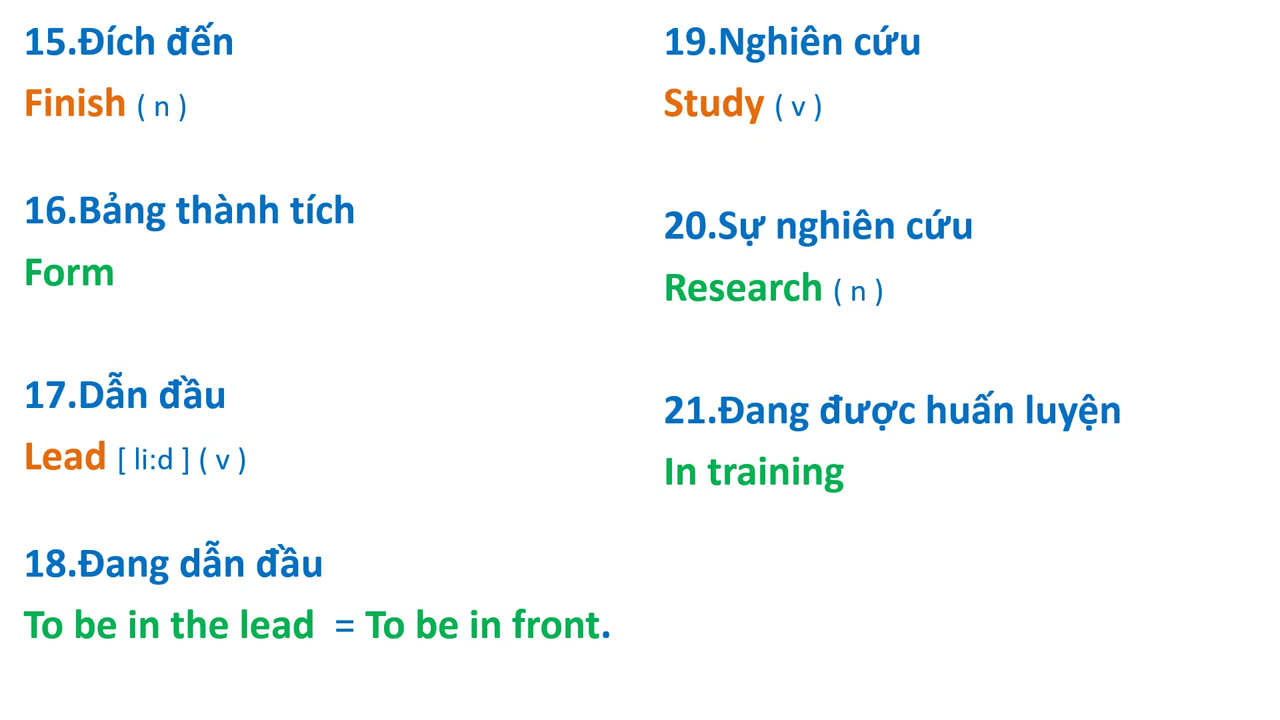 15.Đích đến
Finish ( n )
16.Bảng thành tích
Form
17.Dẫn đầu
Lead [ li:d ] ( v )
18.Đang dẫn đầu
To be in the lead = To be in front.
19.Nghiên cứu
Study ( v )
20.Sự nghiên cứu
Research ( n )
21.Đang được huấn luyện
In training